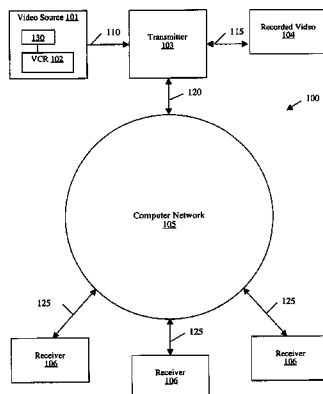 Video Source 101
130
VCR 102
110
Transmitter
103
115
Recorded Video
104
120
100
Computer Network
105
125
125
125
Receiver
106
Receiver
106
Receiver
106